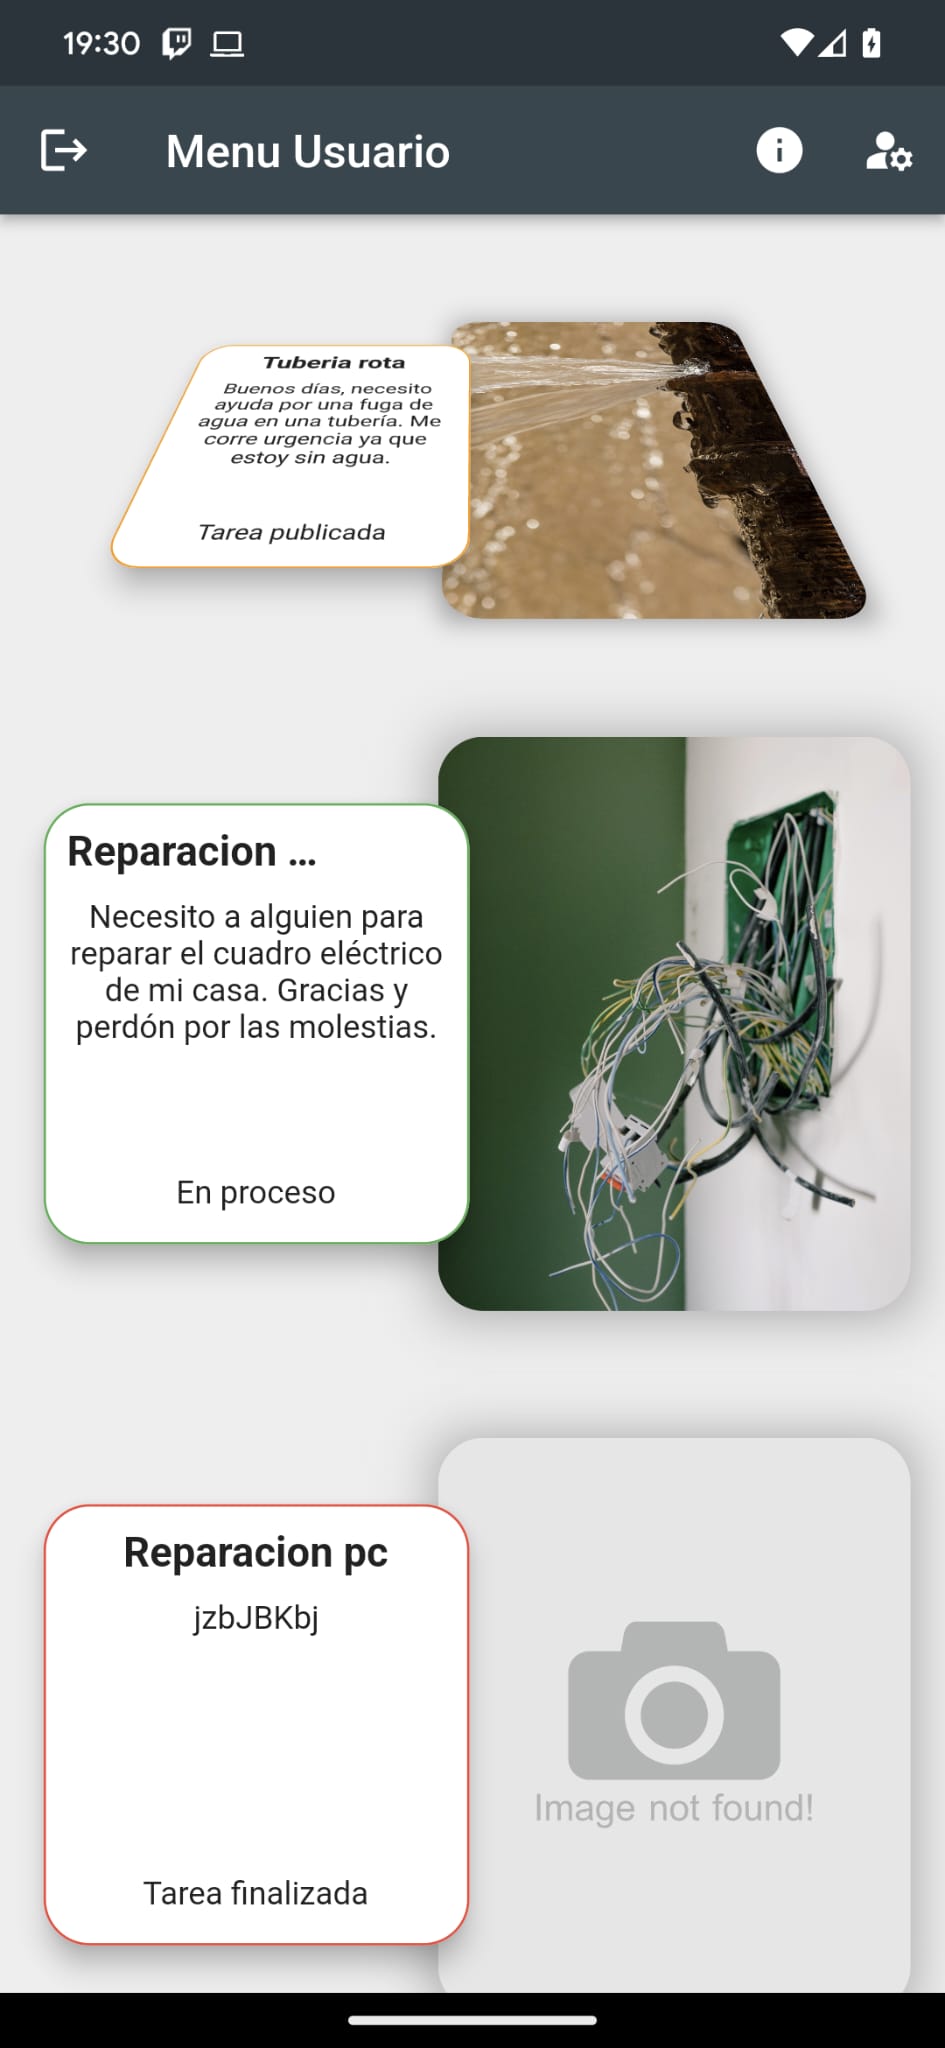 19:30
Menu Usuario
Tuberia rota
Buenos días, necesito
ayuda por una fuga de
agua en una tubería. Me
corre urgencia ya que
estoy sin agua.
Tarea publicada
Reparacion ...
Necesito a alguien para
reparar el cuadro eléctrico
de mi casa. Gracias y
perdón por las molestias.
En proceso
Reparacion pc
jzbJBKbj
Tarea finalizada
Image not found!